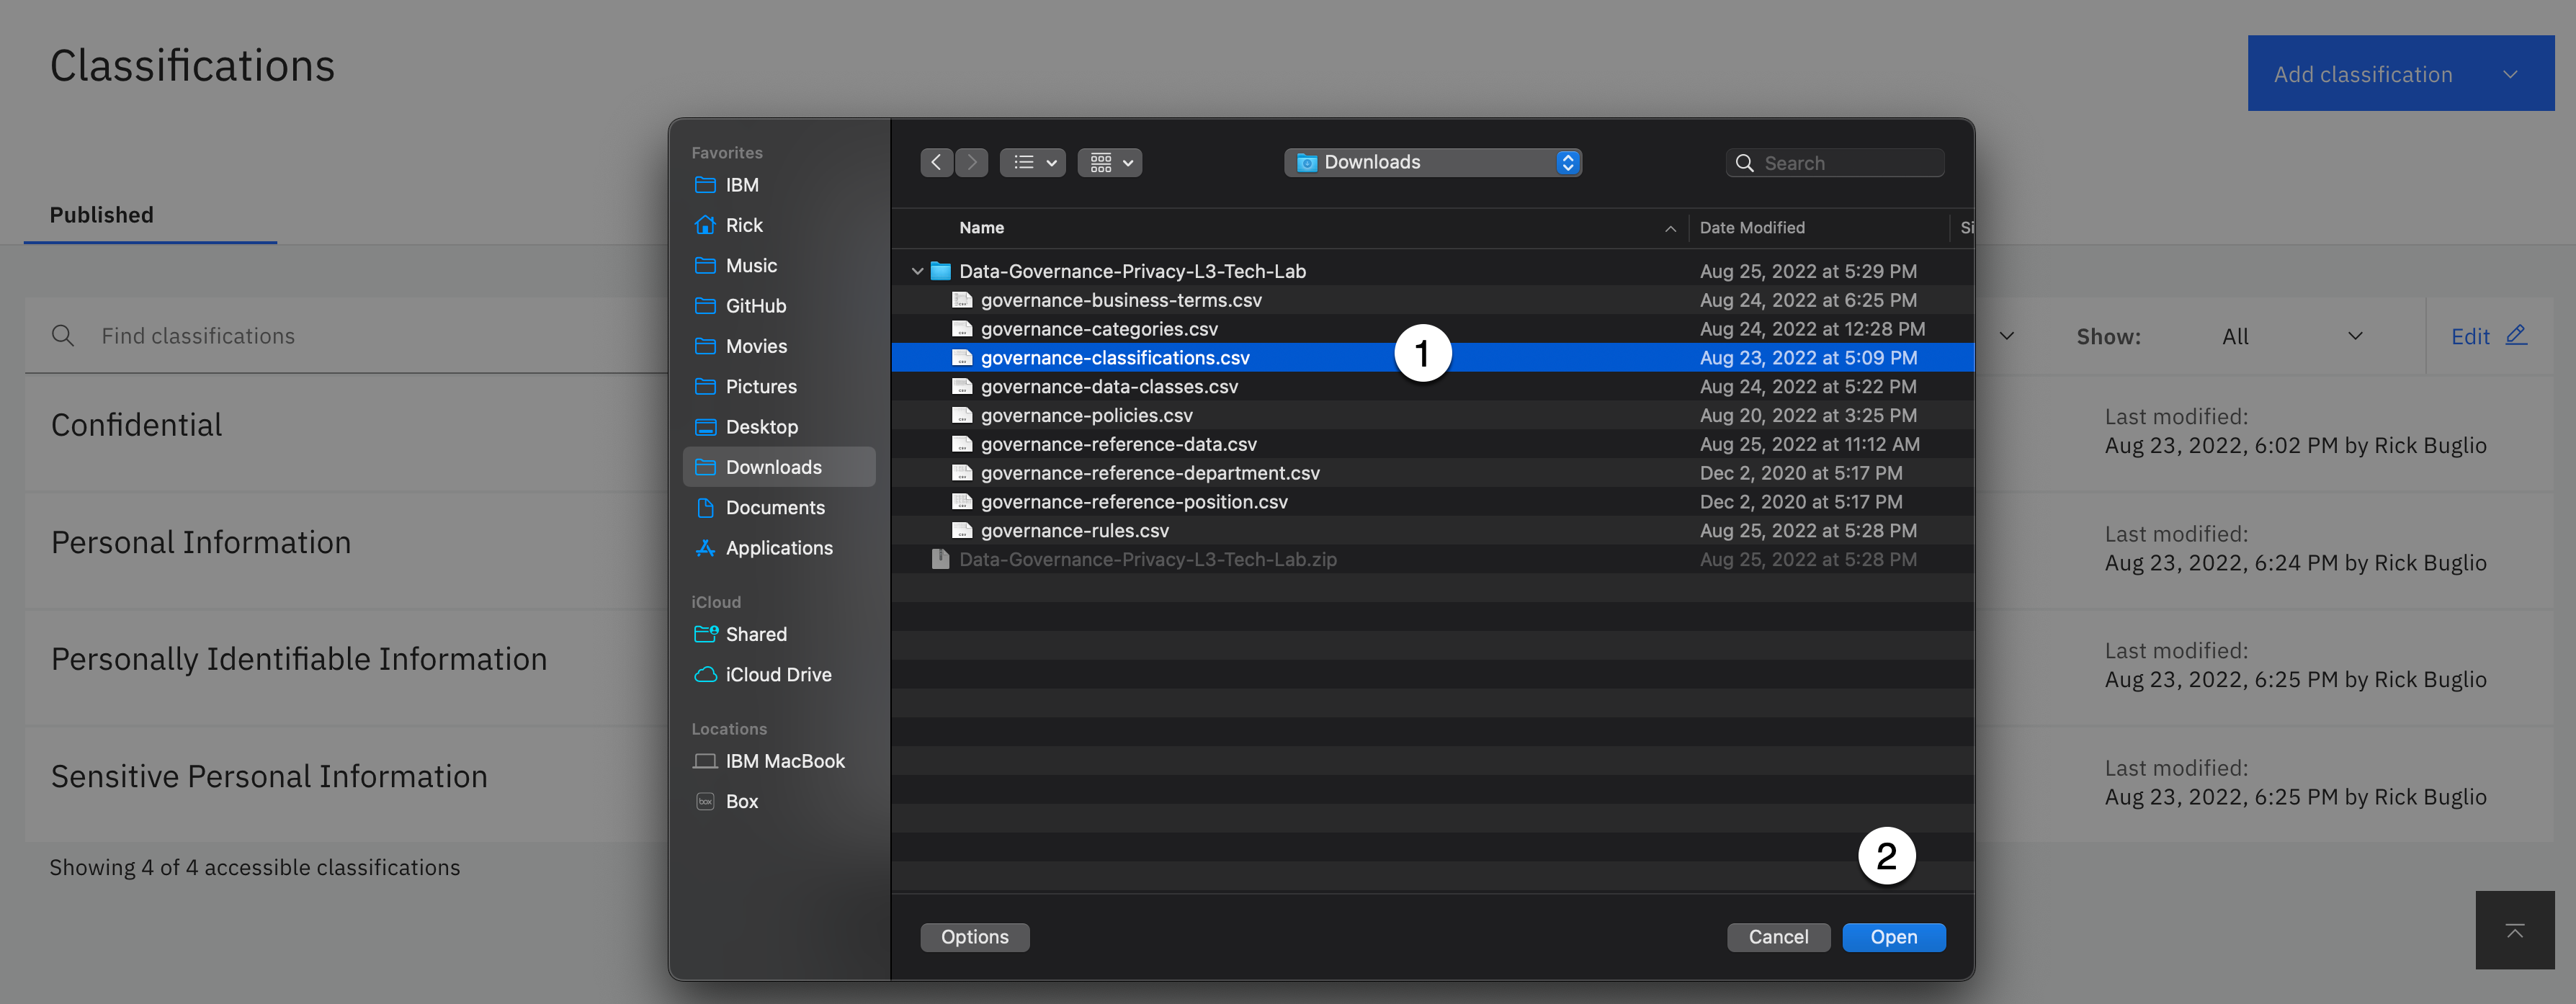 Classifications
Add classification
Published
Find classifications
Show:
All
Edit
Confidential
Last modified:
Aug 23, 2022, 6:02 PM by Rick Buglio
Personal Information
Last modified:
Aug 23, 2022, 6:24 PM by Rick Buglio
Personally Identifiable Information
Last modified:
Aug 23, 2022, 6:25 PM by Rick Buglio
Sensitive Personal Information
Last modified:
Aug 23, 2022, 6:25 PM by Rick Buglio
Showing 4 of 4 accessible classifications
Favorites
IBM
Rick
Music
GitHub
Movies
Pictures
Desktop
Downloads
Documents
Applications
iCloud
Shared
iCloud Drive
Locations
IBM MacBook
box
Box
Downloads
Search
Name
Date Modified
Si
Data-Governance-Privacy-L3-Tech-Lab Aug 25, 2022 at 5:29 PM
governance-business-terms.csv Aug 24, 2022 at 6:25 PM
governance-categories.csv Aug 24, 2022 at 12:28 PM
governance-classifications.csv Aug 23, 2022 at 5:09 PM
1
governance-data-classes.csv Aug 24, 2022 at 5:22 PM
governance-policies.csv Aug 20, 2022 at 3:25 PM
governance-reference-data.csv Aug 25, 2022 at 11:12 AM
governance-reference-department.csv Dec 2, 2020 at 5:17 PM
governance-reference-position.csv Dec 2, 2020 at 5:17 PM
governance-rules.csv Aug 25, 2022 at 5:28 PM
Data-Governance-Privacy-L3-Tech-Lab.zip Aug 25, 2022 at 5:28 PM
2
Options
Cancel
Open